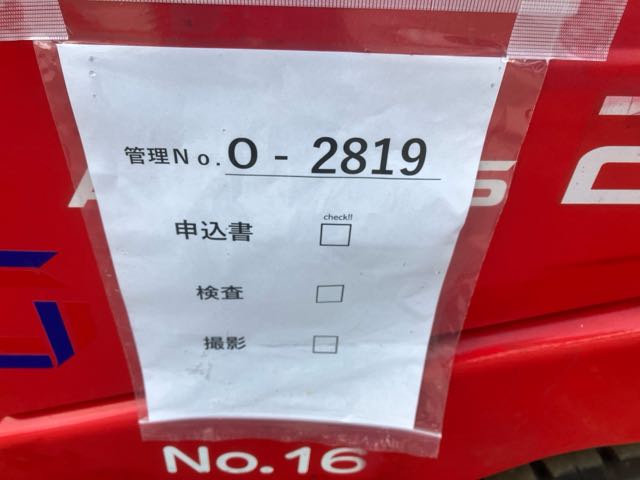 管理No. O - 2819
check!!
申込書 □
検査 □
撮影 □
No.16